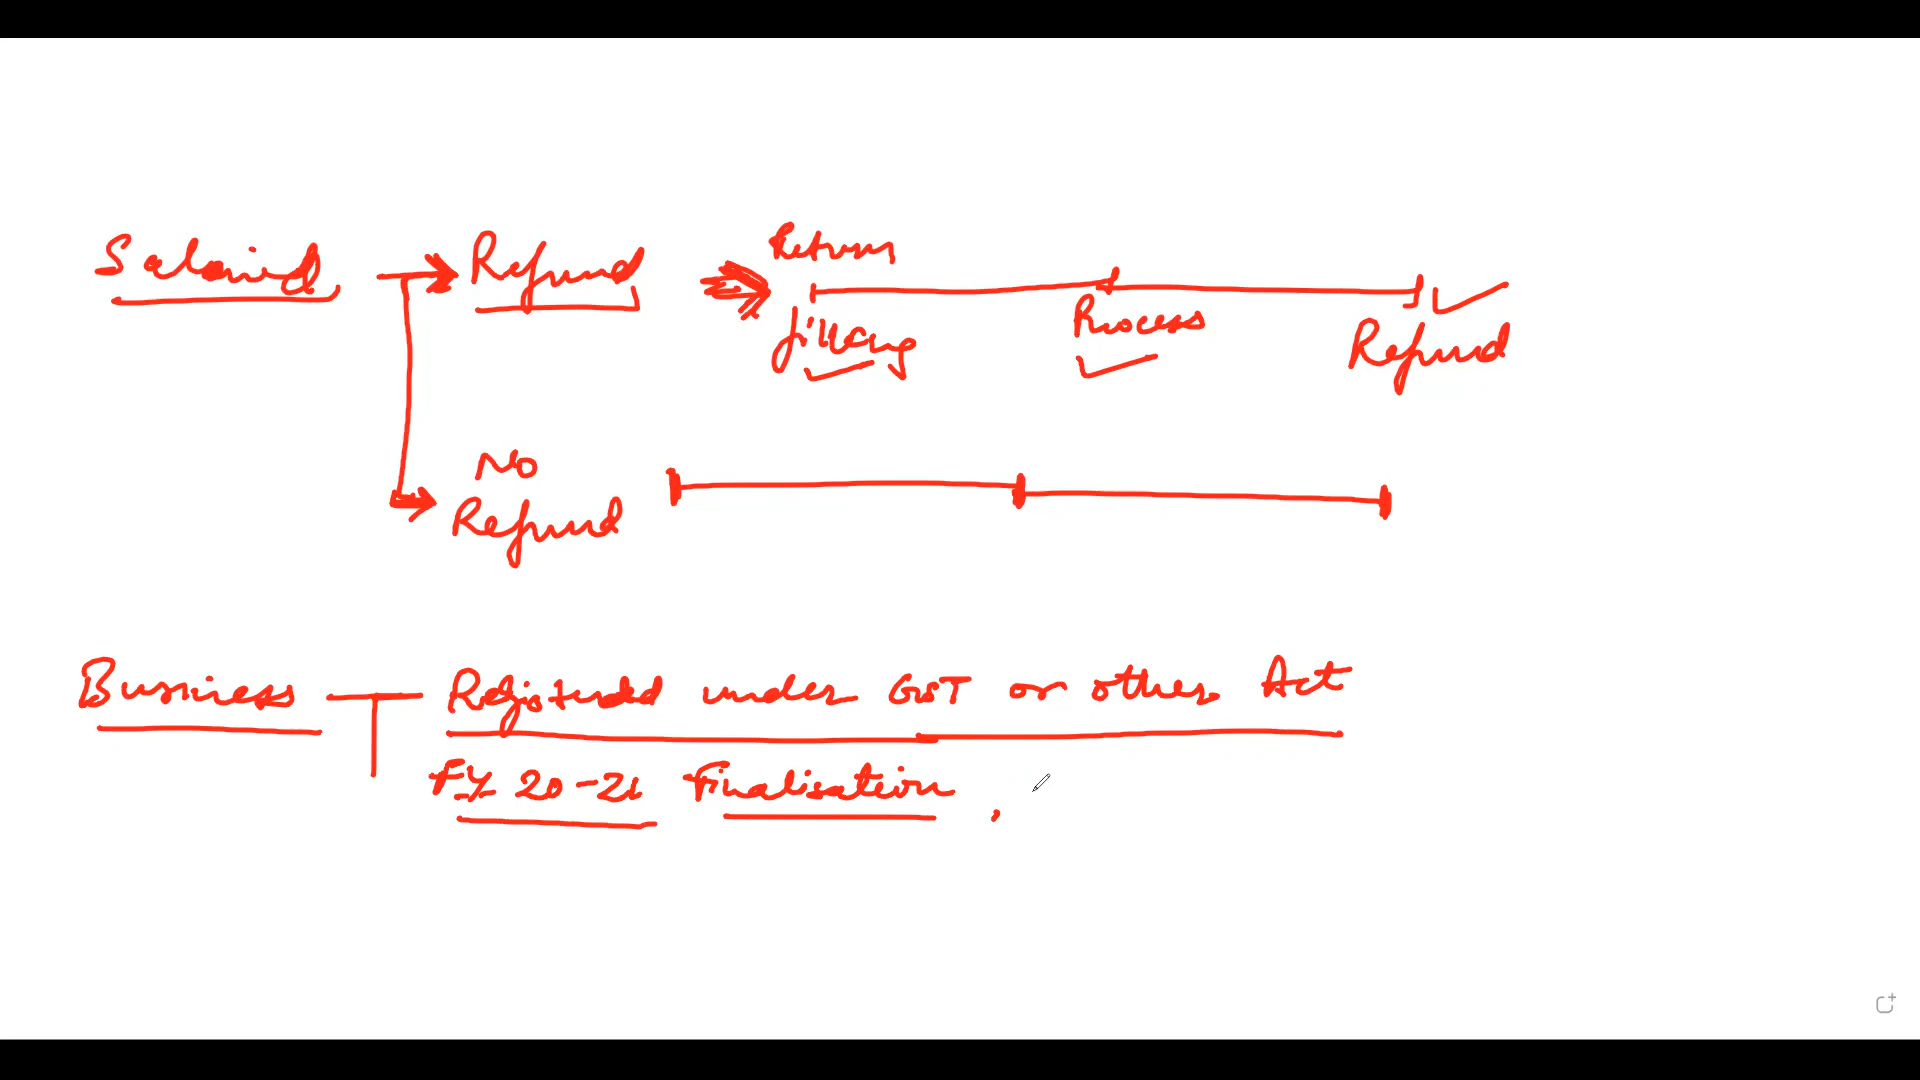 Salaried
Refund
Return
filling
Process
Refund
No
Refund
Business
Registered under GST or other Act
FY 20-21 Finalisation,